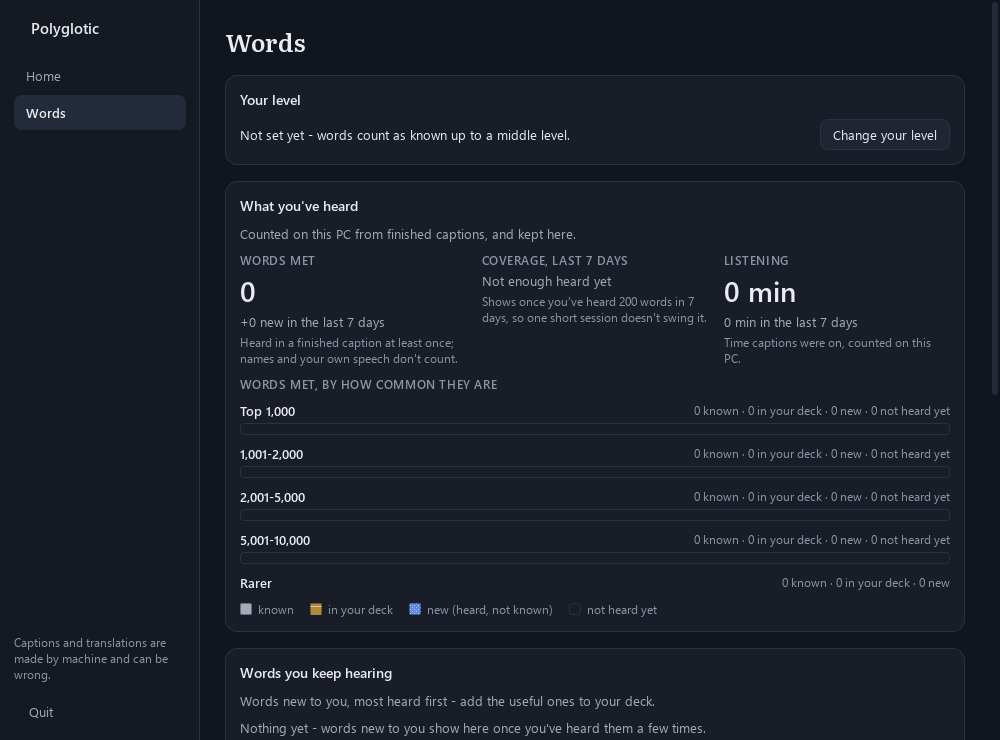 Polyglotic
Home
Words
Captions and translations are
made by machine and can be
wrong.
Quit
Words
Your level
Not set yet - words count as known up to a middle level.
Change your level
What you've heard
Counted on this PC from finished captions, and kept here.
WORDS MET
0
+0 new in the last 7 days
Heard in a finished caption at least once;
names and your own speech don't count.
COVERAGE, LAST 7 DAYS
Not enough heard yet
Shows once you've heard 200 words in 7
days, so one short session doesn't swing it.
LISTENING
0 min
0 min in the last 7 days
Time captions were on, counted on this
PC.
WORDS MET, BY HOW COMMON THEY ARE
Top 1,000 0 known · 0 in your deck · 0 new · 0 not heard yet
1,001-2,000 0 known · 0 in your deck · 0 new · 0 not heard yet
2,001-5,000 0 known · 0 in your deck · 0 new · 0 not heard yet
5,001-10,000 0 known · 0 in your deck · 0 new · 0 not heard yet
Rarer 0 known · 0 in your deck · 0 new
known in your deck new (heard, not known) not heard yet
Words you keep hearing
Words new to you, most heard first - add the useful ones to your deck.
Nothing yet - words new to you show here once you've heard them a few times.